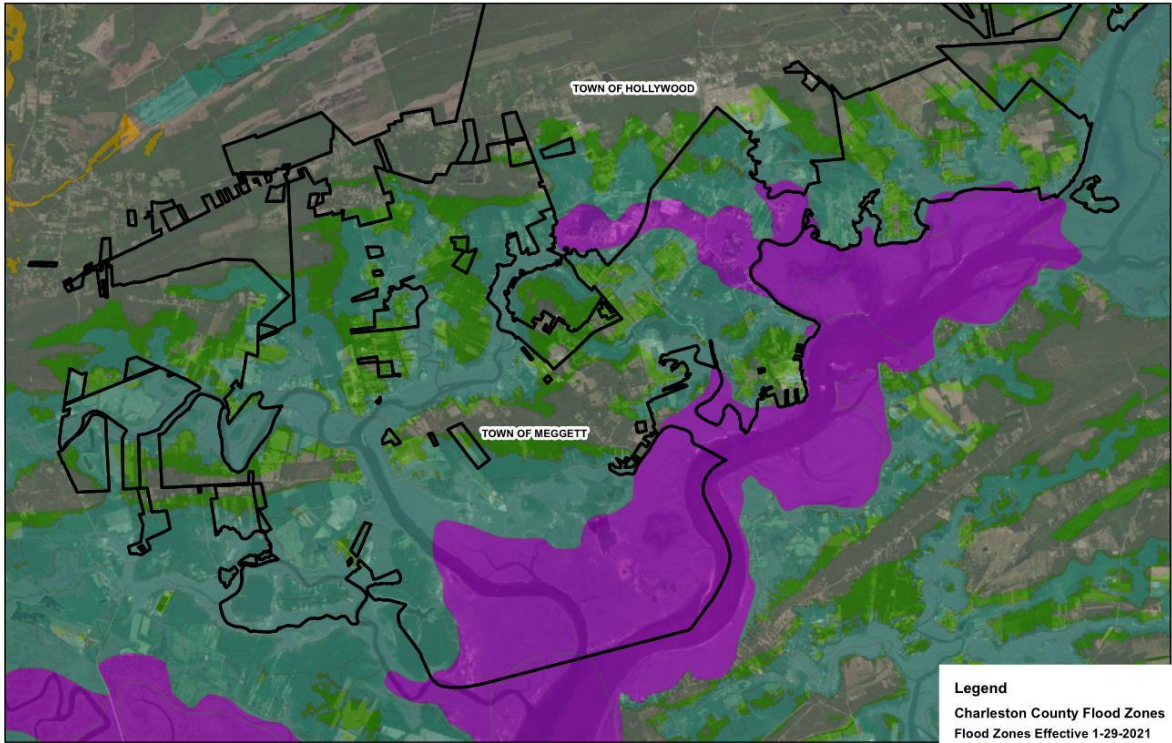 TOWN OF HOLLYWOOD
TOWN OF MEGGETT
Legend
Charleston County Flood Zones
Flood Zones Effective 1-29-2021